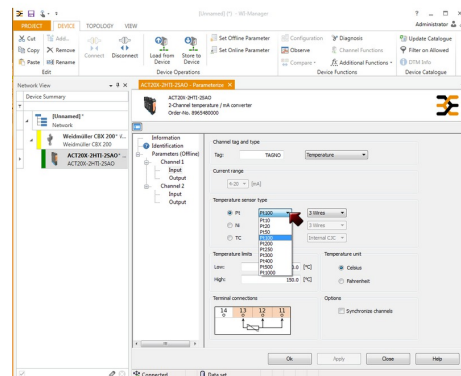 [Unnamed]* () - WI-Manager
PROJECT DEVICE TOPOLOGY VIEW Administrator
Cut Add... Set Offline Parameter Configuration Diagnosis Update Catalogue
Copy Remove Connect Disconnect Load from Device Store to Device Set Online Parameter Observe Channel Functions Filter on Allowed
Paste Rename Compare Additional Functions DTM Info
Edit Device Operations Device Functions Device Catalogue
Network View
ACT20X-2HTI-2SAO - Parametrense
Device Summary
ACT20X-2HTI-2SAO
2-Channel temperature / mA converter
Order-No. 8965480000
[Unnamed]*
Network
Weidmüller CBX 200*
Weidmüller CBX 200
ACT20X-2HTI-2SAO* ...
ACT20X-2HTI-2SAO
Information
Identification
Parameters (Offline)
Channel 1
Input
Output
Channel 2
Input
Output
Channel tag and type
Tag: TAGNO Temperature
Current range
4-20 [mA]
Temperature sensor type
Pt Pt100 3 Wires
Pt10
Ni Pt20 3 Wires
Pt50
TC Pt100 Internal CJC
Pt200
Pt250
Temperature limits Pt300 Temperature unit
Pt400
Low: Pt500 0.0 [°C] Celsius
Pt1000
High: 150.0 [°C] Fahrenheit
Terminal connections Options
14 13 12 11 Synchronize channels
Ok Apply Close Help
Connected Data set